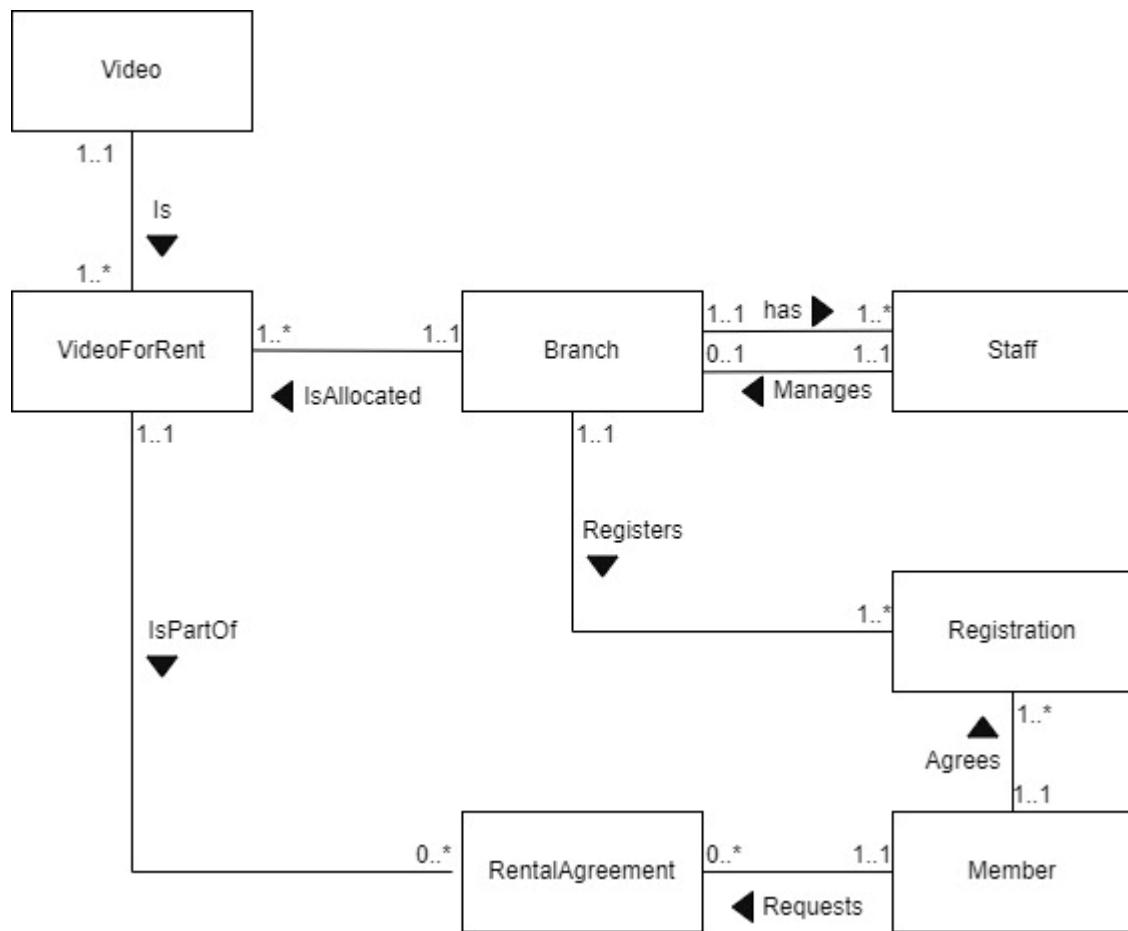 Video
1..1
Is
1..*
VideoForRent
1..*
1..1
IsAllocated
Branch
1..1
has
1..*
0..1
1..1
Manages
Staff
1..1
1..1
Registers
IsPartOf
1..*
Registration
1..*
Agrees
1..1
0..*
RentalAgreement
0..*
1..1
Requests
Member